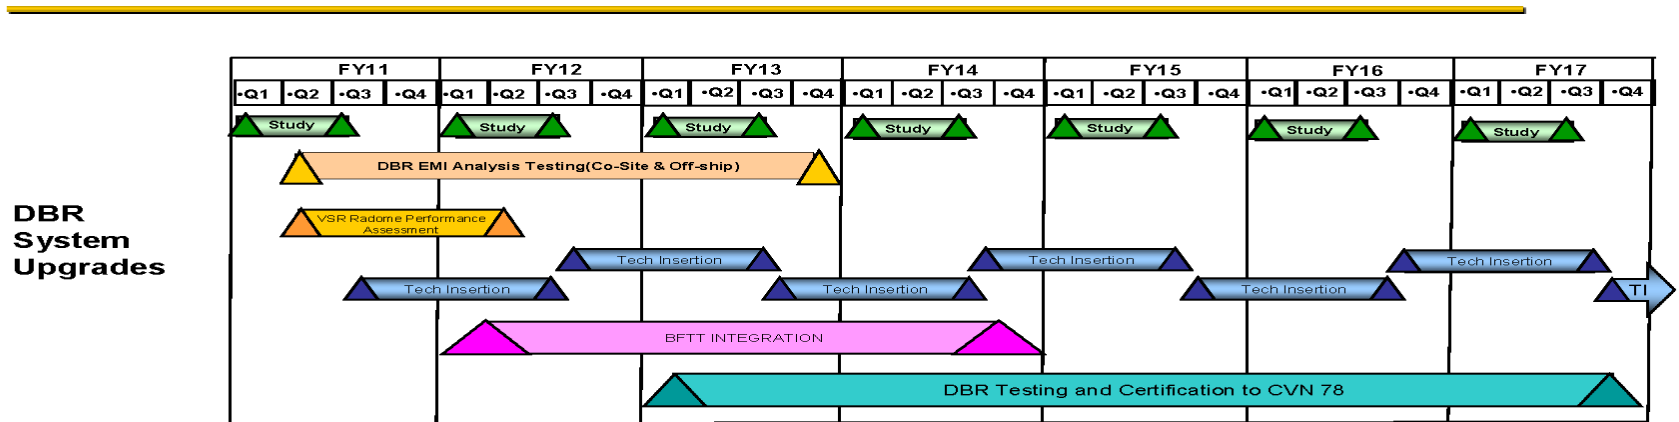 FY11 FY12 FY13 FY14 FY15 FY16 FY17
•Q1 •Q2 •Q3 •Q4 •Q1 •Q2 •Q3 •Q4 •Q1 •Q2 •Q3 •Q4 •Q1 •Q2 •Q3 •Q4 •Q1 •Q2 •Q3 •Q4 •Q1 •Q2 •Q3 •Q4 •Q1 •Q2 •Q3 •Q4
Study Study Study Study Study Study Study
DBR EMI Analysis Testing(Co-Site & Off-ship)
DBR
System
Upgrades
VSR Radome Performance
Assessment
Tech Insertion Tech Insertion Tech Insertion
Tech Insertion Tech Insertion Tech Insertion TI
BFTT INTEGRATION
DBR Testing and Certification to CVN 78